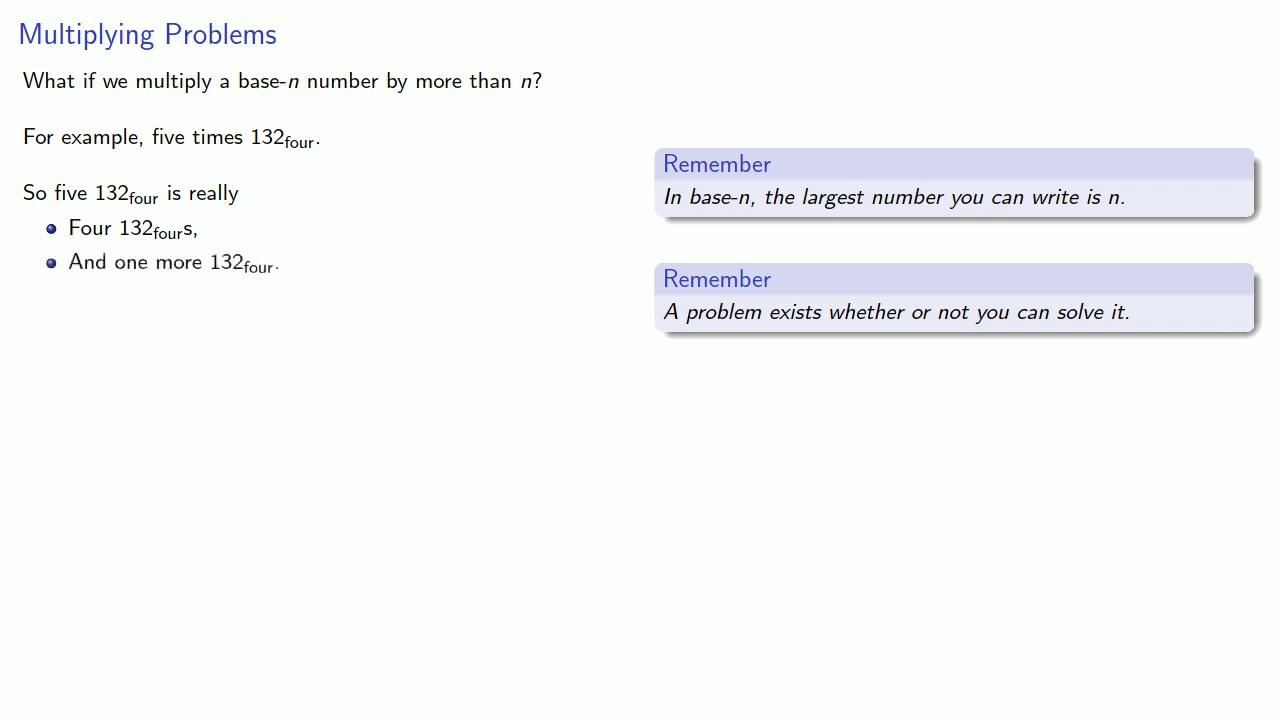 Multiplying Problems
What if we multiply a base-n number by more than n?
For example, five times 132four.
So five 132four is really
Four 132fours,
And one more 132four.
Remember
In base-n, the largest number you can write is n.
Remember
A problem exists whether or not you can solve it.